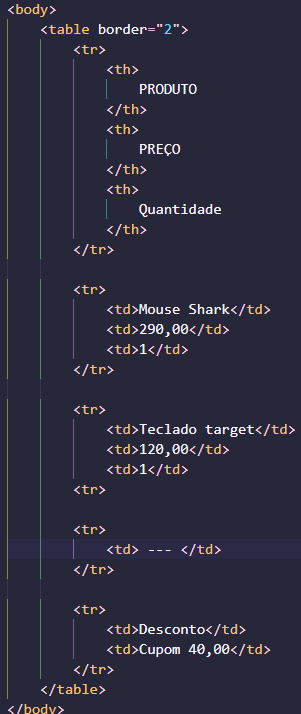 <body>
<table border="2">
<tr>
<th>
PRODUTO
</th>
<th>
PREÇO
</th>
<th>
Quantidade
</th>
</tr>
<tr>
<td>Mouse Shark</td>
<td>290,00</td>
<td>1</td>
</tr>
<tr>
<td>Teclado target</td>
<td>120,00</td>
<td>1</td>
<tr>
<tr>
<td> --- </td>
</tr>
<tr>
<td>Desconto</td>
<td>Cupom 40,00</td>
</tr>
</table>
</body>